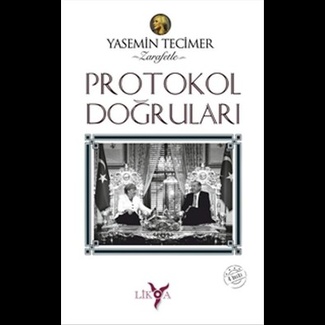 YASEMİN TECİMER
~Zarafetle~
PROTOKOL
DOĞRULARI
LİKYA